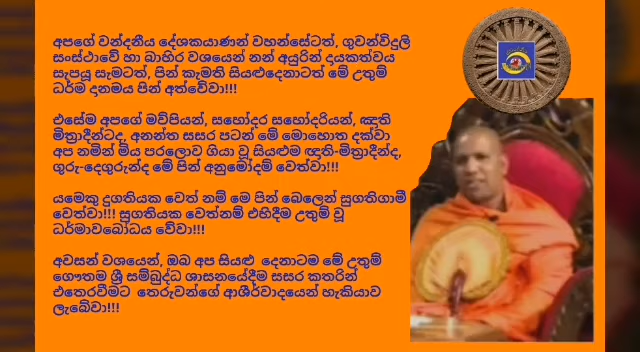 අපගේ වන්දනීය දේශකයාණන් වහන්සේටත්, ගුවන්විදුලි
සංස්ථාවේ හා බාහිර වශයෙන් නන් අයුරින් දායකත්වය
සැපයූ සැමටත්, පින් කැමති සියළුදෙනාටත් මේ උතුම්
ධර්ම දානමය පින් අත්වේවා!!!
එසේම අපගේ මව්පියන්, සහෝදර සහෝදරියන්, ඤාති
මිත්‍රාදීන්ටද, අනන්ත සසර පටන් මේ මොහොත දක්වා
අප නමින් මිය පරලොව ගියා වූ සියළුම ඥති-මිත්‍රාදීන්ද,
ගුරු-දෙගුරුන්ද මේ පින් අනුමෝදම් වෙත්වා!!!
යමෙකු දුගතියක වෙත් නම් මෙ පින් බෙලෙන් සුගතිගාමී
වෙත්වා!!! සුගතියක වෙත්නම් එහිදීම උතුම් වූ
ධර්මාවබෝධය වේවා!!!
අවසන් වශයෙන්, ඔබ අප සියළු දෙනාටම මේ උතුම්
ගෞතම ශ්‍රී සම්බුද්ධ ශාසනයේදීම සසර කතරින්
එතෙරවීමට තෙරුවන්ගේ ආශීර්වාදයෙන් හැකියාව
ලැබේවා!!!